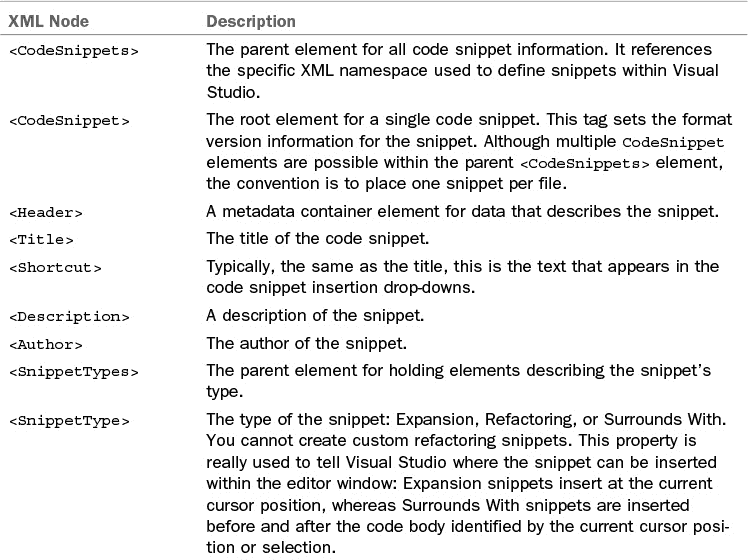 XML Node Description
<CodeSnippets> The parent element for all code snippet information. It references
the specific XML namespace used to define snippets within Visual
Studio.
<CodeSnippet> The root element for a single code snippet. This tag sets the format
version information for the snippet. Although multiple CodeSnippet
elements are possible within the parent <CodeSnippets> element,
the convention is to place one snippet per file.
<Header> A metadata container element for data that describes the snippet.
<Title> The title of the code snippet.
<Shortcut> Typically, the same as the title, this is the text that appears in the
code snippet insertion drop-downs.
<Description> A description of the snippet.
<Author> The author of the snippet.
<SnippetTypes> The parent element for holding elements describing the snippet’s
type.
<SnippetType> The type of the snippet: Expansion, Refactoring, or Surrounds With.
You cannot create custom refactoring snippets. This property is
really used to tell Visual Studio where the snippet can be inserted
within the editor window: Expansion snippets insert at the current
cursor position, whereas Surrounds With snippets are inserted
before and after the code body identified by the current cursor posi-
tion or selection.